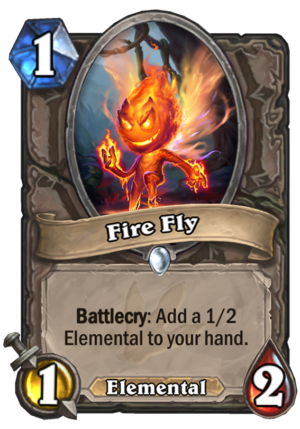 1
Fire Fly
Battlecry: Add a 1/2
Elemental to your hand.
1
Elemental
2